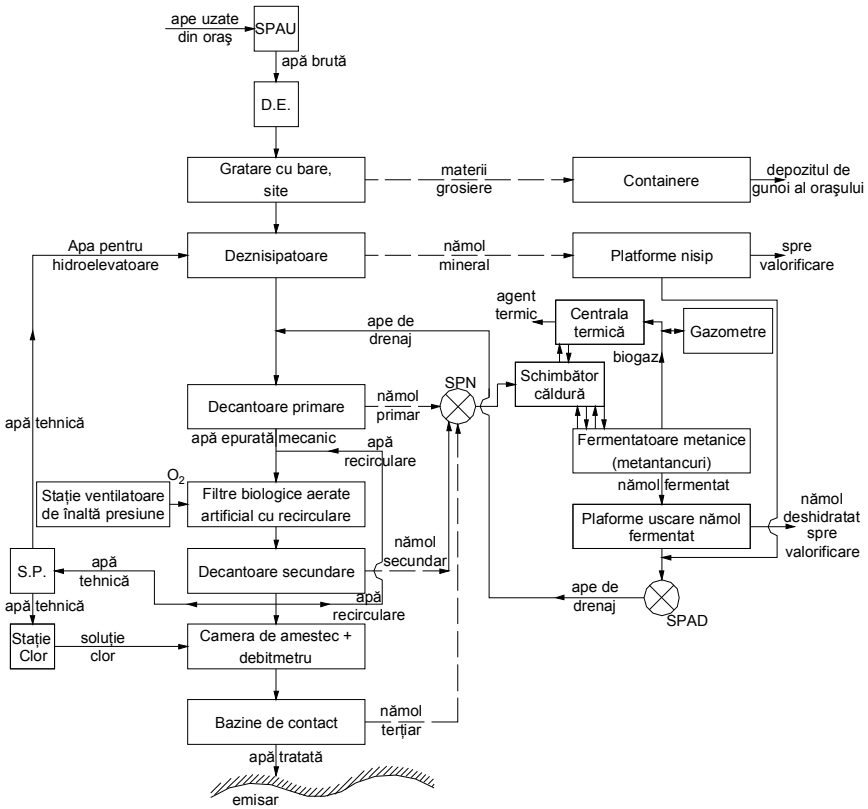 ape uzate
din oraş
SPAU
apă brută
D.E.
Gratare cu bare,
site
materii
grosiere
Containere
depozitul de
gunoi al oraşului
Apa pentru
hidroelevatoare
Deznisipatoare
nămol
mineral
Platforme nisip
spre
valorificare
agent
termic
Centrala
termică
Gazometre
ape de
drenaj
biogaz
Schimbător
căldură
SPN
Decantoare primare
nămol
primar
apă epurată mecanic
apă
recirculare
apă tehnică
Fermentatoare metanice
(metantancuri)
nămol fermentat
O2
Stație ventilatoare
de înaltă presiune
Filtre biologice aerate
artificial cu recirculare
Plaforme uscare nămol
fermentat
nămol
deshidratat
spre
valorificare
nămol
secundar
S.P.
apă
tehnică
Decantoare secundare
apă
recirculare
ape de
drenaj
SPAD
apă tehnică
Stație
Clor
soluție
clor
Camera de amestec +
debitmetru
Bazine de contact
nămol
terțiar
apă tratată
emisar